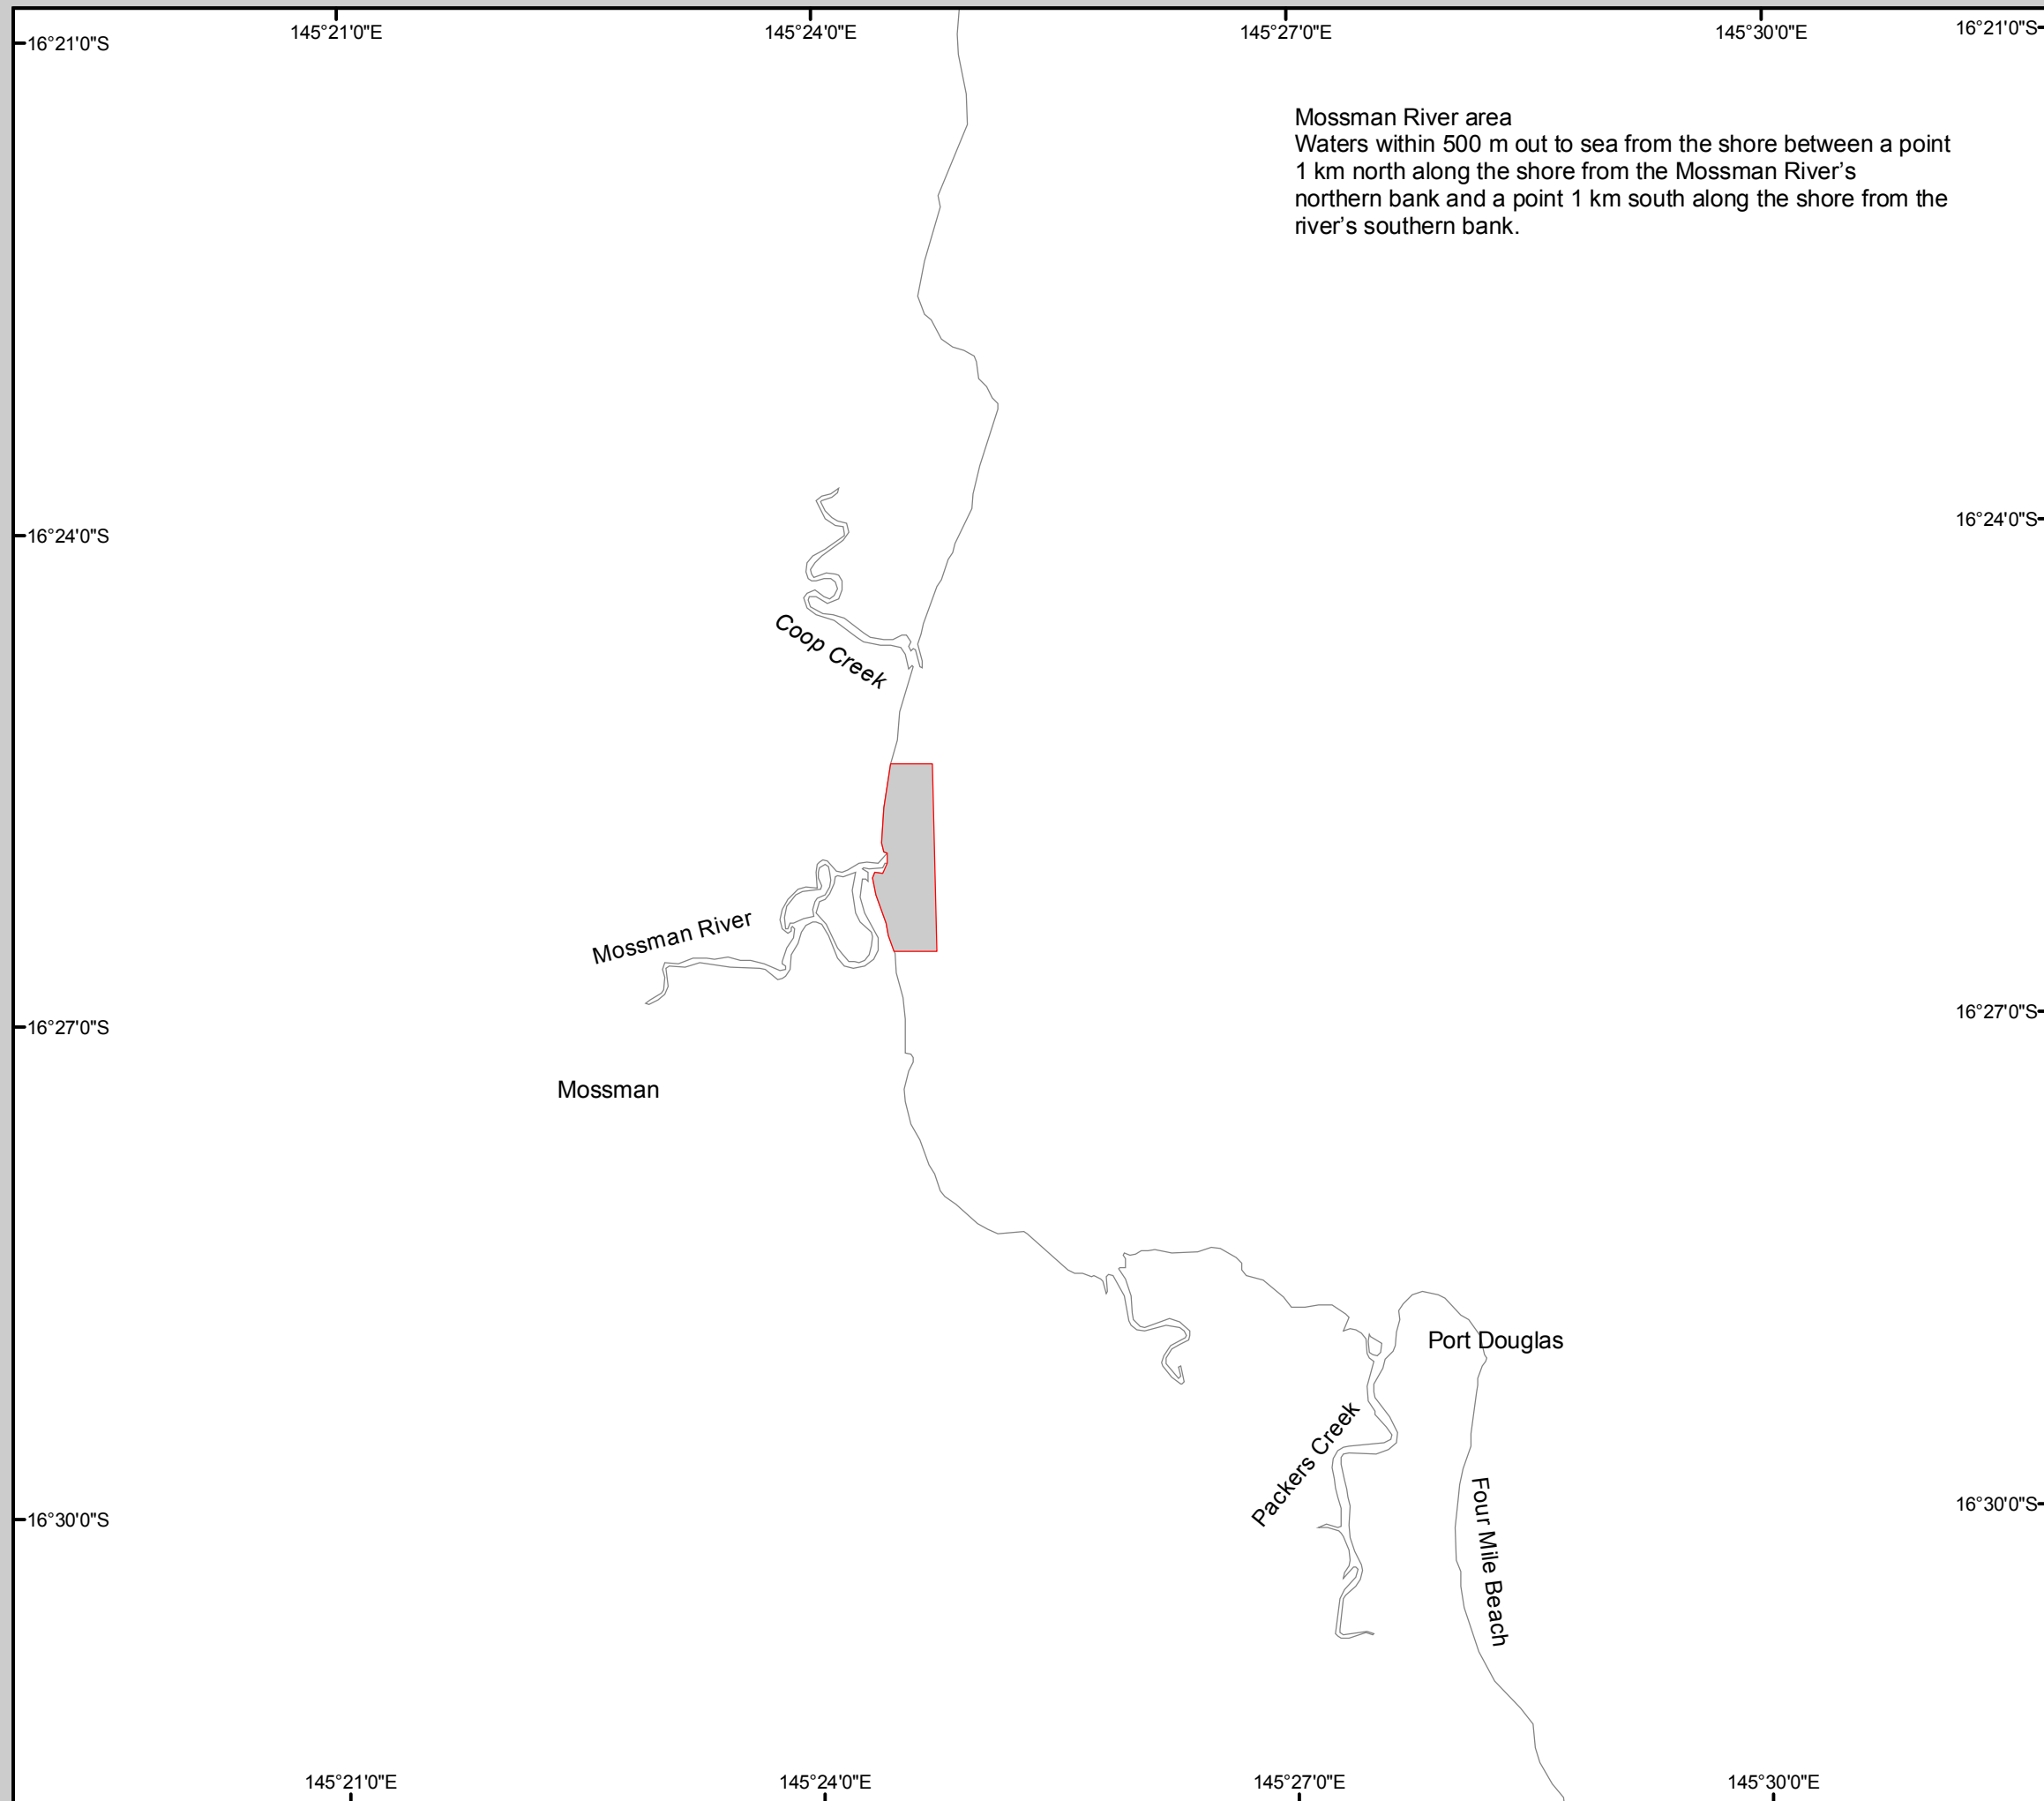 145°21'0"E
145°24'0"E
145°27'0"E
145°30'0"E
16°21'0"S
16°21'0"S
Mossman River area
Waters within 500 m out to sea from the shore between a point
1 km north along the shore from the Mossman River’s
northern bank and a point 1 km south along the shore from the
river’s southern bank.
16°24'0"S
16°24'0"S
Coop Creek
Mossman River
16°27'0"S
16°27'0"S
Mossman
Port Douglas
Packers Creek
Four Mile Beach
16°30'0"S
16°30'0"S
145°21'0"E
145°24'0"E
145°27'0"E
145°30'0"E